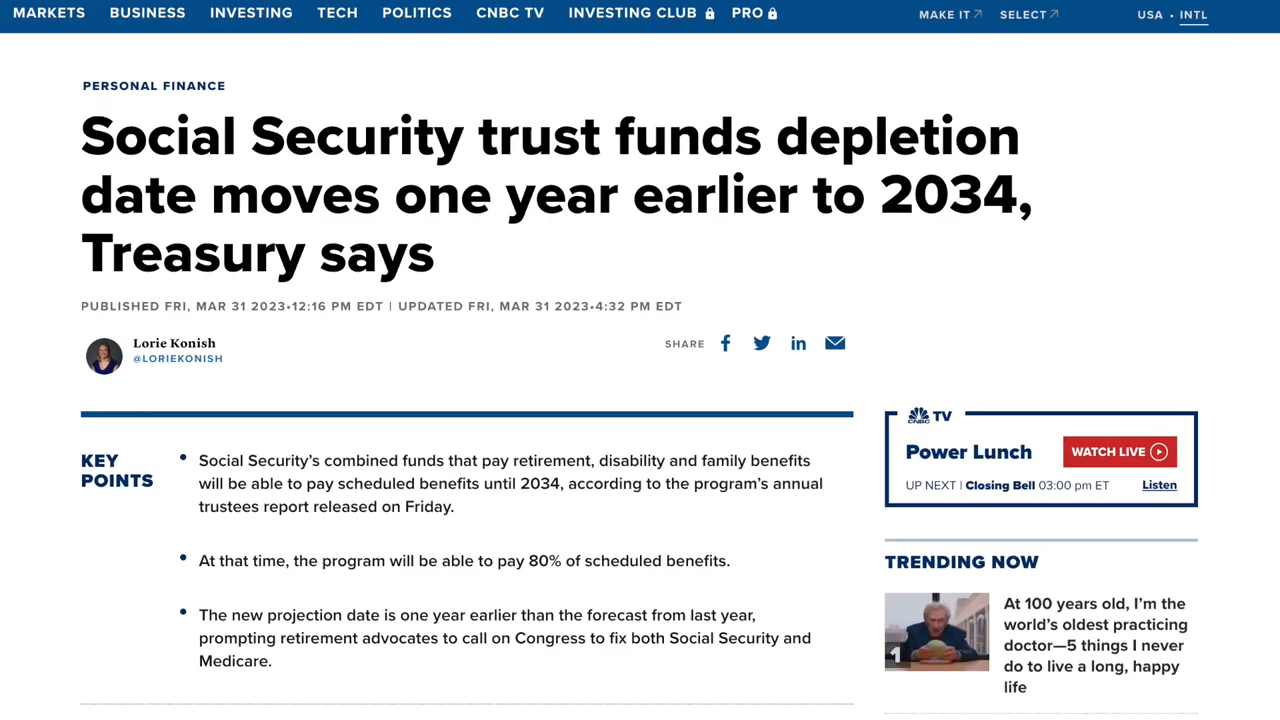 MARKETS BUSINESS INVESTING TECH POLITICS CNBC TV INVESTING CLUB PRO MAKE IT SELECT USA • INTL
PERSONAL FINANCE
Social Security trust funds depletion
date moves one year earlier to 2034,
Treasury says
PUBLISHED FRI, MAR 31 2023•12:16 PM EDT | UPDATED FRI, MAR 31 2023•4:32 PM EDT
Lorie Konish
@LORIEKONISH
SHARE
KEY
POINTS
• Social Security’s combined funds that pay retirement, disability and family benefits
will be able to pay scheduled benefits until 2034, according to the program’s annual
trustees report released on Friday.
• At that time, the program will be able to pay 80% of scheduled benefits.
• The new projection date is one year earlier than the forecast from last year,
prompting retirement advocates to call on Congress to fix both Social Security and
Medicare.
CNBC TV
Power Lunch
WATCH LIVE
UP NEXT | Closing Bell 03:00 pm ET
Listen
TRENDING NOW
1
At 100 years old, I’m the
world’s oldest practicing
doctor—5 things I never
do to live a long, happy
life